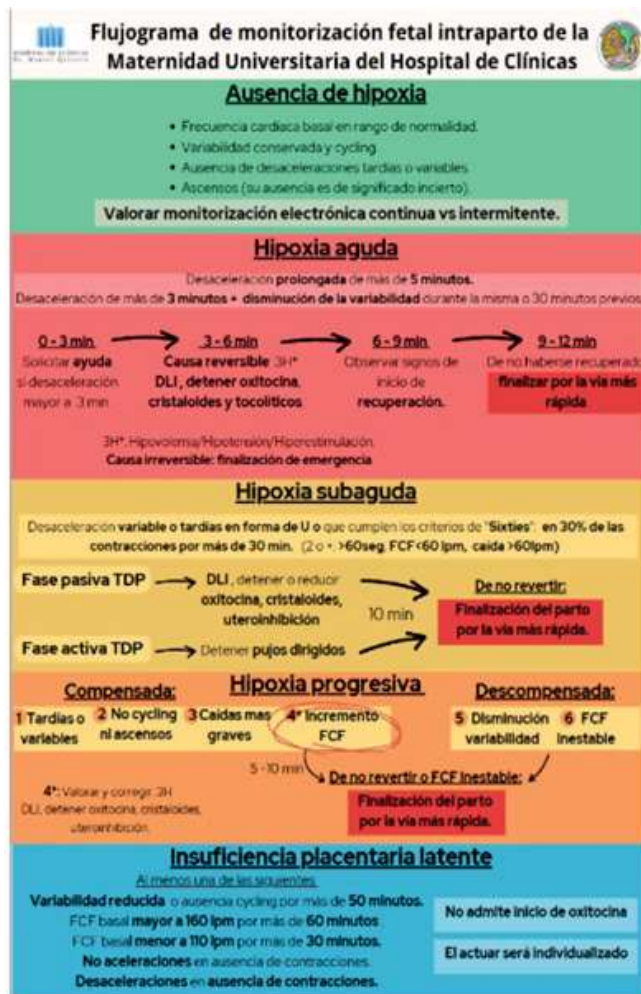 Flujograma de monitorización fetal intraparto de la
Maternidad Universitaria del Hospital de Clínicas
Ausencia de hipoxia
• Frecuencia cardiaca basal en rango de normalidad.
• Variabilidad conservada y cycling
• Ausencia de desaceleraciones tardias o variables.
• Ascensos (su ausencia es de significado incierto).
Valorar monitorización electrónica continua vs intermitente.
Hipoxia aguda
Desaceleración prolongada de más de 5 minutos.
Desaceleración de más de 3 minutos + disminución de la variabilidad durante la misma o 30 minutos previos
0 - 3 min
3 - 6 min
6 - 9 min
9 - 12 min
Solicitar ayuda
si desaceleración
mayor a 3 min
Causa reversible 3H*
DLI, detener oxitocina,
cristaloides y tocolíticos
Observar signos de
inicio de
recuperación.
De no haberse recuperado
finalizar por la vía más
rápida
3H*: Hipovolemia/Hipotensión/Hiperestimulación.
Causa irreversible: finalización de emergencia
Hipoxia subaguda
Desaceleración variable o tardías en forma de U o que cumplen los criterios de "Sixties": en 30% de las
contracciones por más de 30 min. (2 o +: >60seg, FCF<60 lpm, caída >60lpm)
Fase pasiva TDP
DLI, detener o reducir
oxitocina, cristaloides,
uteroinhibición
10 min
De no revertir:
Finalización del parto
por la vía más rápida.
Fase activa TDP
Detener pujos dirigidos
Hipoxia progresiva
Compensada:
Descompensada:
1 Tardías o
variables
2 No cycling
ni ascensos
3 Caídas mas
graves
4* Incremento
FCF
5 Disminución
variabilidad
6 FCF
inestable
5 - 10 min
De no revertir o FCF Inestable:
Finalización del parto
por la vía más rápida.
4*: Valorar y corregir 3H
DLI, detener oxitocina, cristaloides,
uteroinhibición.
Insuficiencia placentaria latente
Al menos una de las siguientes:
Variabilidad reducida o ausencia cycling por más de 50 minutos.
FCF basal mayor a 160 lpm por más de 60 minutos
FCF basal menor a 110 lpm por más de 30 minutos.
No aceleraciones en ausencia de contracciones.
Desaceleraciones en ausencia de contracciones.
No admite inicio de oxitocina
El actuar será individualizado